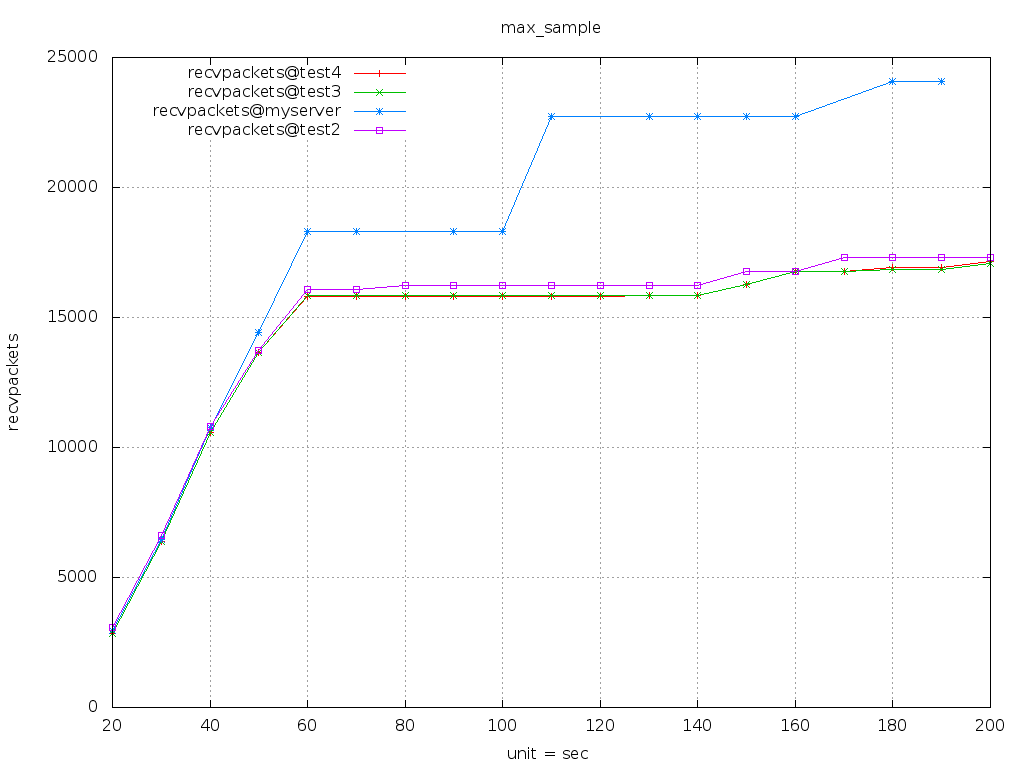 max_sample
recvpackets@test4
recvpackets@test3
recvpackets@myserver
recvpackets@test2
25000
20000
15000
10000
5000
0
recvpackets
20 40 60 80 100 120 140 160 180 200
unit = sec